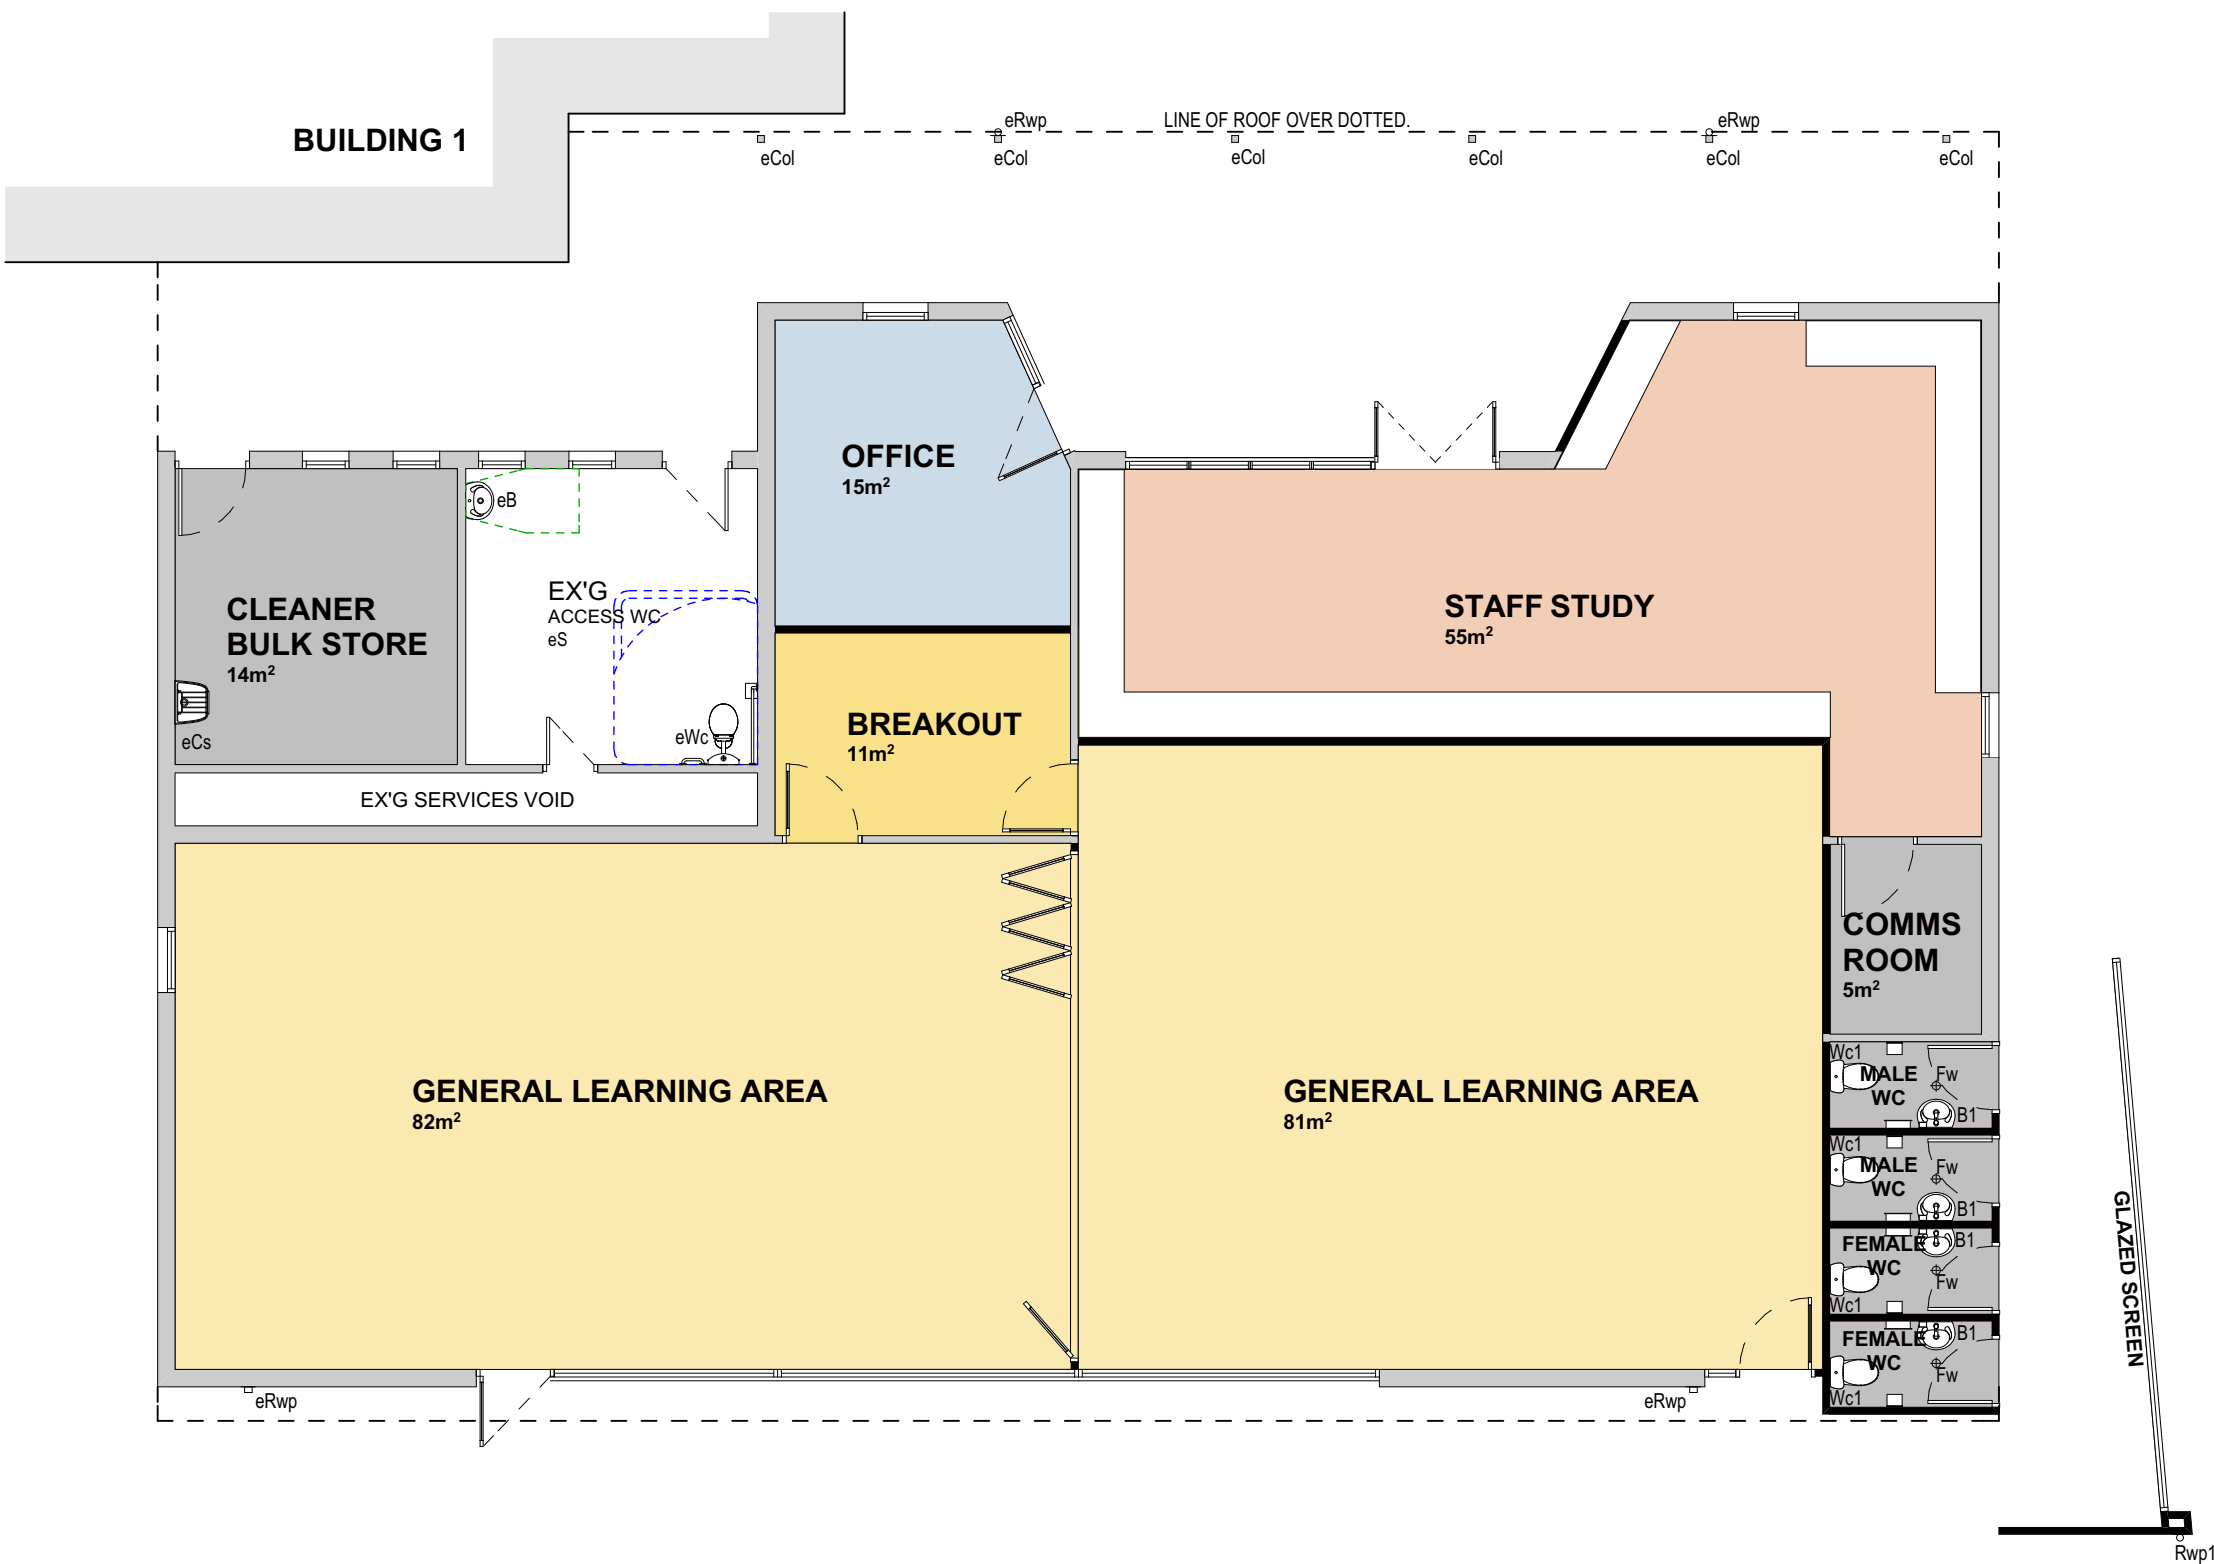 BUILDING 1
eRwp
LINE OF ROOF OVER DOTTED.
eRwp
eCol
eCol
eCol
eCol
eCol
eCol
OFFICE
15m²
eB
EX'G
ACCESS WC
eS
CLEANER
BULK STORE
14m²
STAFF STUDY
55m²
eCs
eWc
BREAKOUT
11m²
EX'G SERVICES VOID
COMMS
ROOM
5m²
GENERAL LEARNING AREA
82m²
GENERAL LEARNING AREA
81m²
Wc1
MALE
WC
Fw
B1
Wc1
MALE
WC
Fw
B1
FEMALE
WC
B1
Fw
Wc1
FEMALE
WC
B1
Fw
Wc1
GLAZED SCREEN
eRwp
eRwp
Rwp1